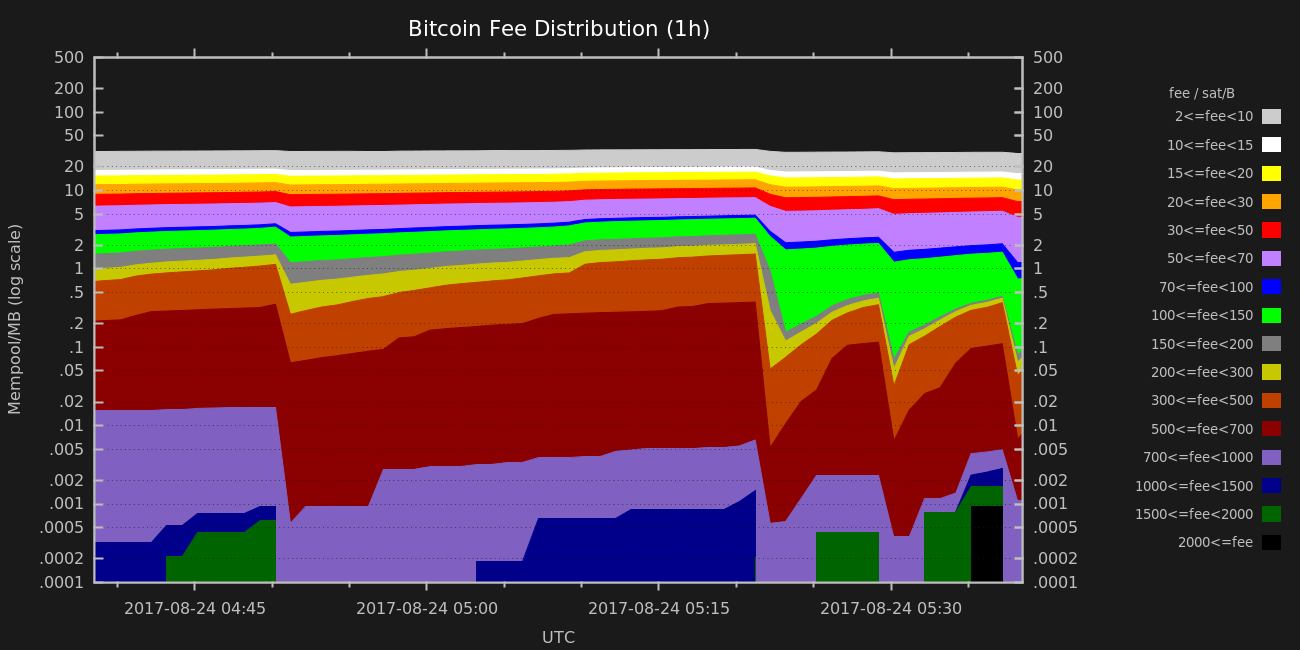 Bitcoin Fee Distribution (1h)
500
200
100
50
20
10
5
2
1
.5
.2
.1
.05
.02
.01
.005
.002
.001
.0005
.0002
.0001
Mempool/MB (log scale)
500
200
100
50
20
10
5
2
1
.5
.2
.1
.05
.02
.01
.005
.002
.001
.0005
.0002
.0001
2017-08-24 04:45
2017-08-24 05:00
2017-08-24 05:15
2017-08-24 05:30
UTC
fee / sat/B
2<=fee<10
10<=fee<15
15<=fee<20
20<=fee<30
30<=fee<50
50<=fee<70
70<=fee<100
100<=fee<150
150<=fee<200
200<=fee<300
300<=fee<500
500<=fee<700
700<=fee<1000
1000<=fee<1500
1500<=fee<2000
2000<=fee